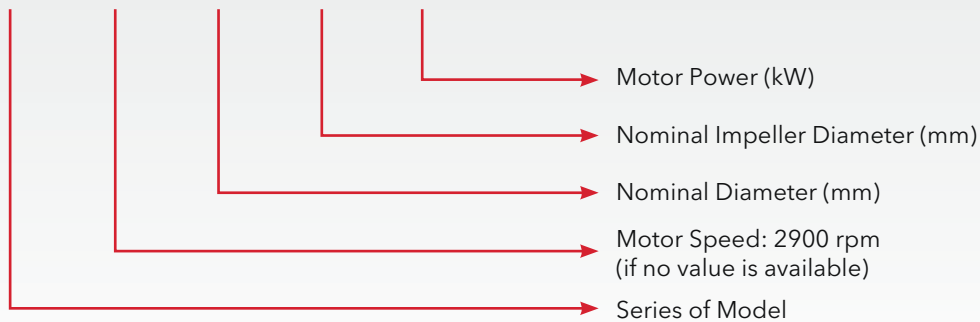 Motor Power (kW)
Nominal Impeller Diameter (mm)
Nominal Diameter (mm)
Motor Speed: 2900 rpm
(if no value is available)
Series of Model